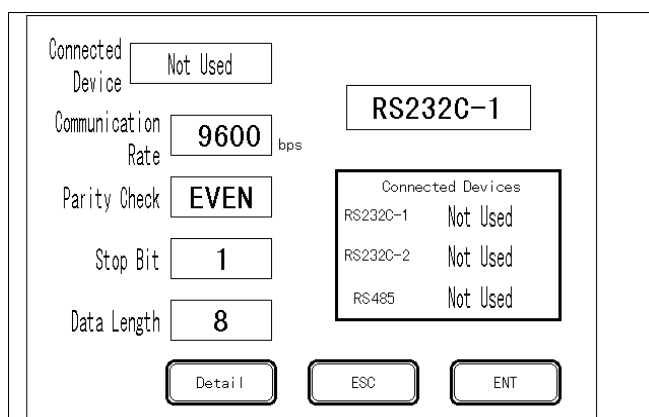 Connected
Device
Not Used
RS232C-1
Communication
Rate
9600 bps
Parity Check
EVEN
Stop Bit
1
Data Length
8
Connected Devices
RS232C-1 Not Used
RS232C-2 Not Used
RS485 Not Used
Detail
ESC
ENT